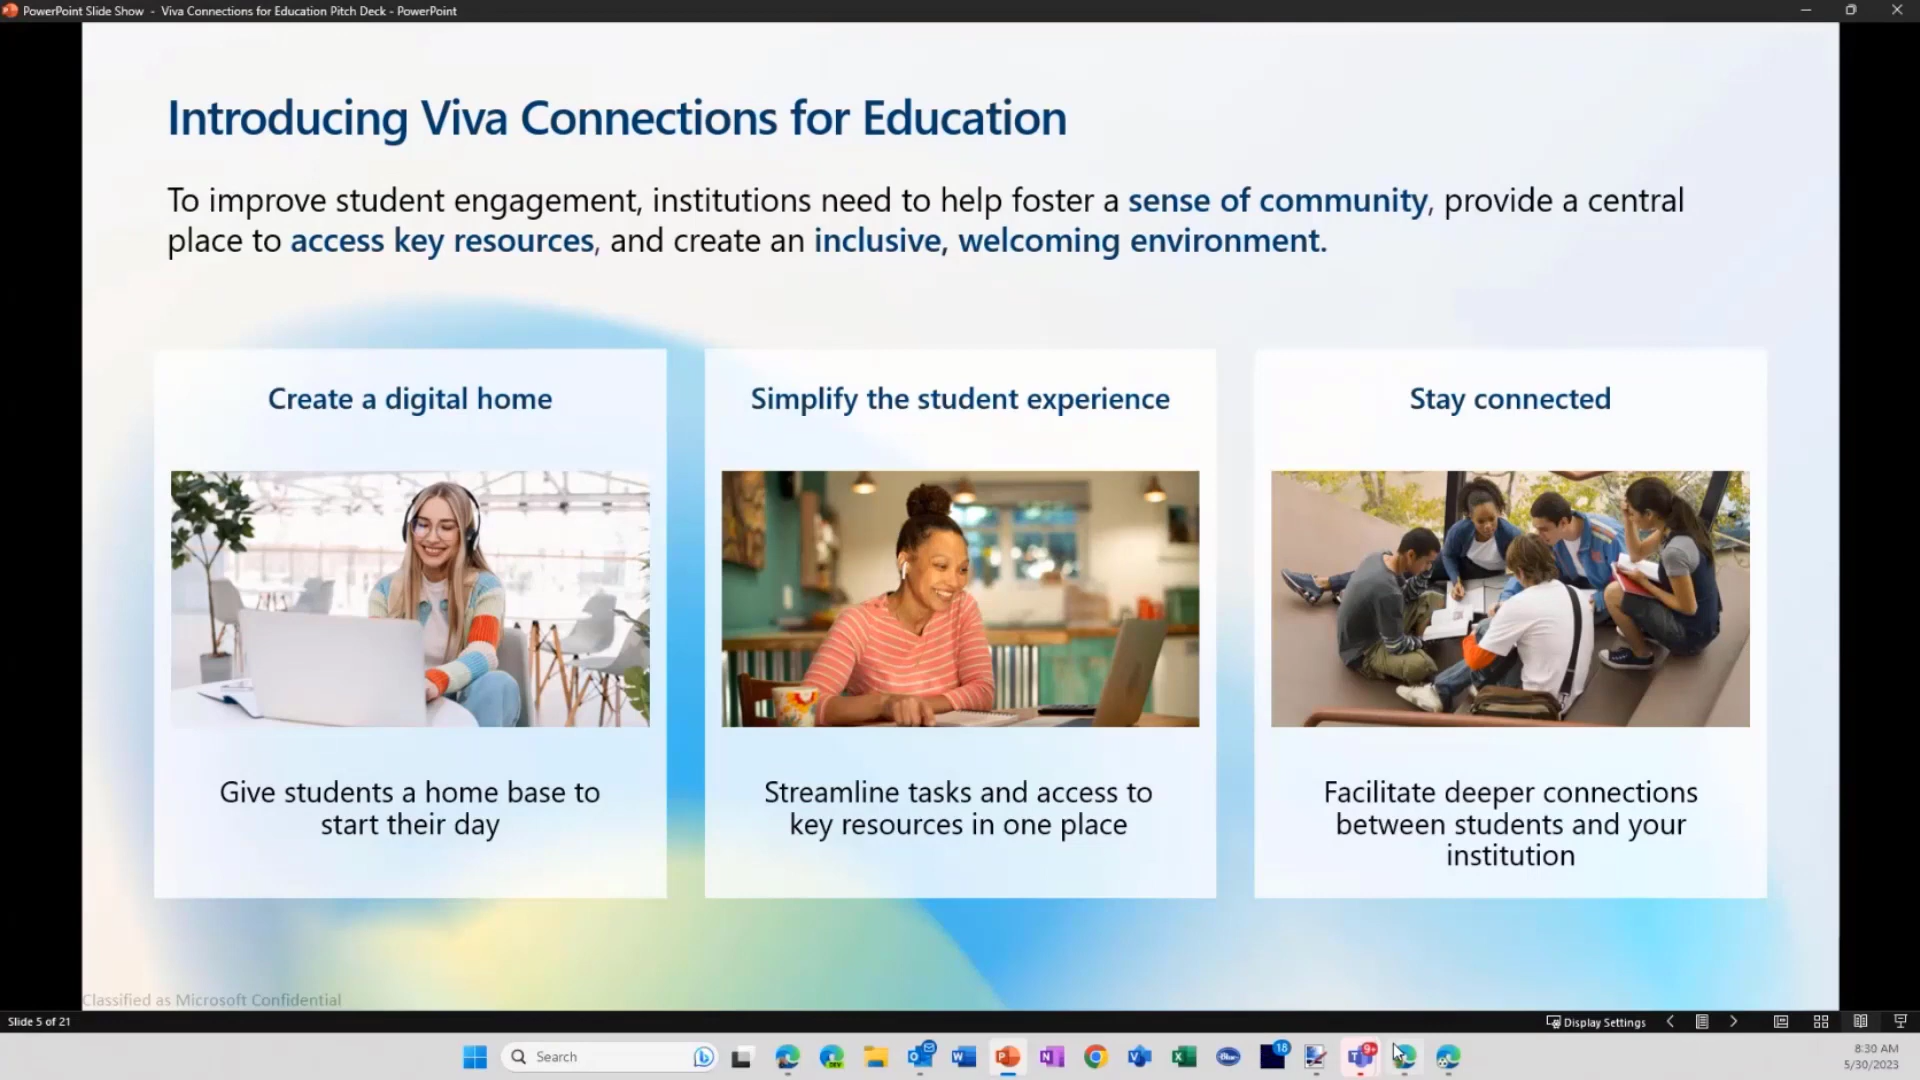 PowerPoint Slide Show - Viva Connections for Education Pitch Deck - PowerPoint
Introducing Viva Connections for Education
To improve student engagement, institutions need to help foster a sense of community, provide a central
place to access key resources, and create an inclusive, welcoming environment.
Create a digital home
Simplify the student experience
Stay connected
Give students a home base to
start their day
Streamline tasks and access to
key resources in one place
Facilitate deeper connections
between students and your
institution
Classified as Microsoft Confidential
Slide 5 of 21
Display Settings
Search
DEV
18
9+
8:30 AM
5/30/2023